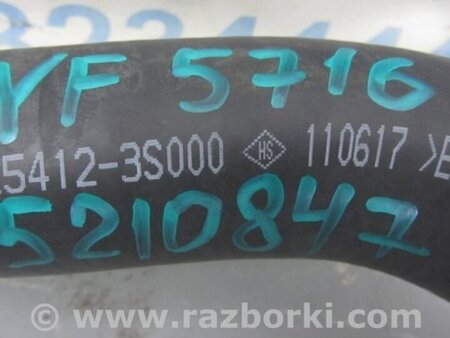 YF 5716
5412-3S000 HS 110617 >E
5210847
www.razborki.com